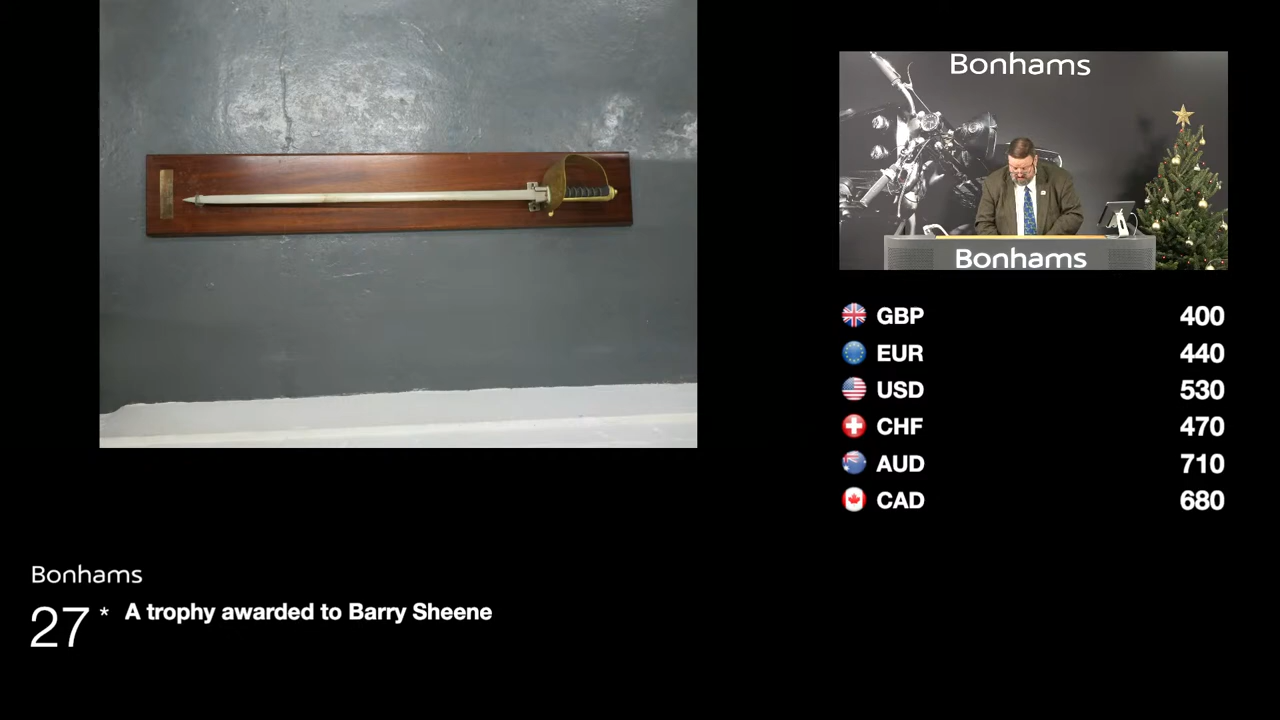 Bonhams
Bonhams
GBP 400
EUR 440
USD 530
CHF 470
AUD 710
CAD 680
Bonhams
27 * A trophy awarded to Barry Sheene